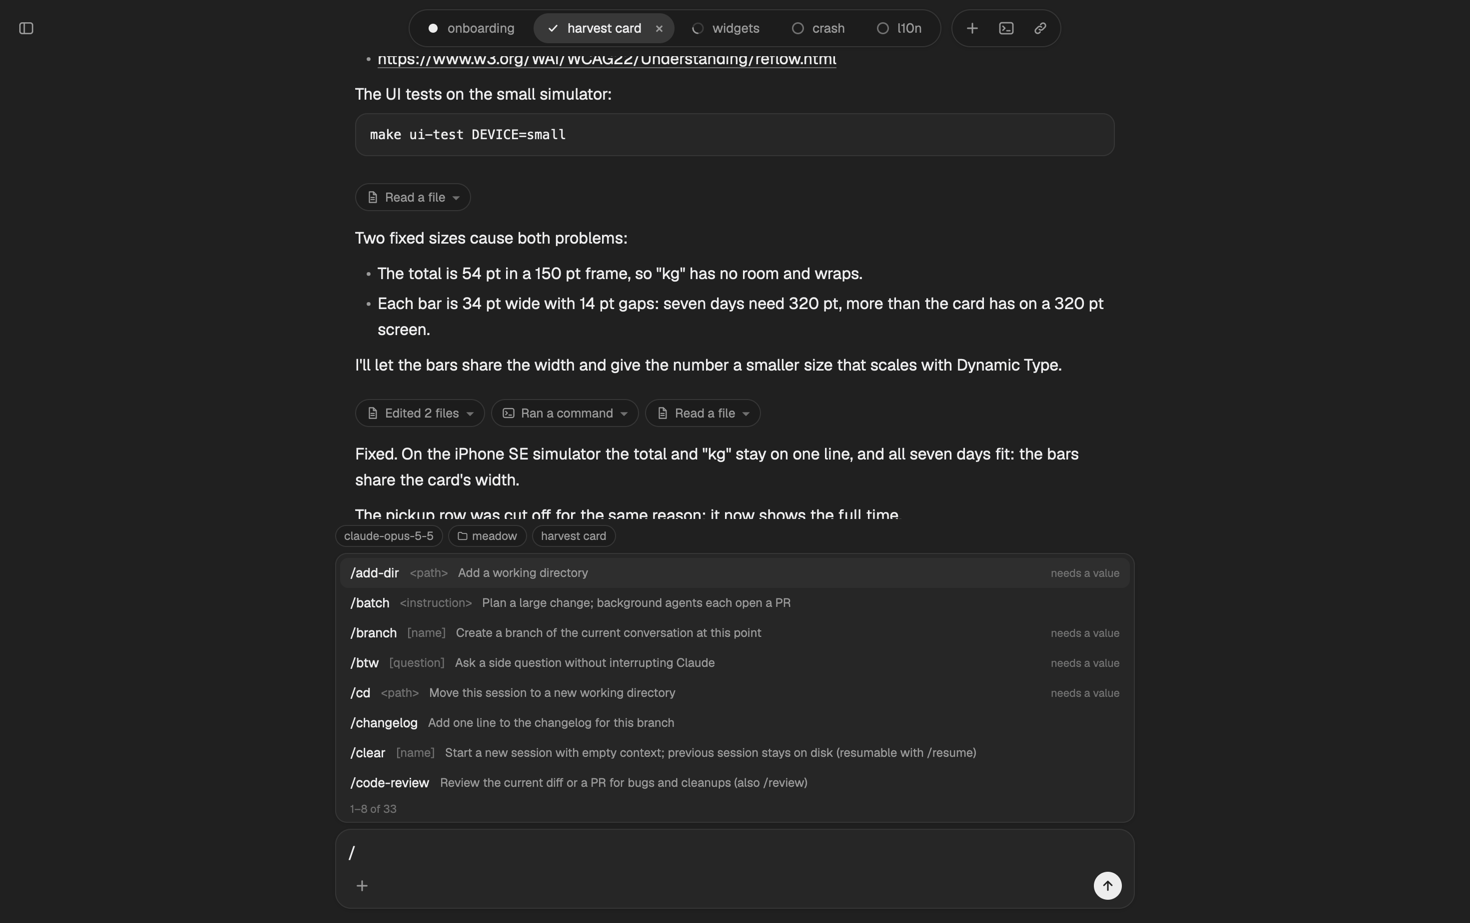 onboarding
harvest card
widgets
crash
l10n
https://www.w3.org/WAI/WCAG22/Understanding/reflow.html
The UI tests on the small simulator:
make ui-test DEVICE=small
Read a file
Two fixed sizes cause both problems:
• The total is 54 pt in a 150 pt frame, so "kg" has no room and wraps.
• Each bar is 34 pt wide with 14 pt gaps: seven days need 320 pt, more than the card has on a 320 pt
screen.
I'll let the bars share the width and give the number a smaller size that scales with Dynamic Type.
Edited 2 files
Ran a command
Read a file
Fixed. On the iPhone SE simulator the total and "kg" stay on one line, and all seven days fit: the bars
share the card's width.
The pickup row was cut off for the same reason; it now shows the full time.
claude-opus-5-5
meadow
harvest card
/add-dir <path> Add a working directory needs a value
/batch <instruction> Plan a large change; background agents each open a PR
/branch [name] Create a branch of the current conversation at this point needs a value
/btw [question] Ask a side question without interrupting Claude needs a value
/cd <path> Move this session to a new working directory needs a value
/changelog Add one line to the changelog for this branch
/clear [name] Start a new session with empty context; previous session stays on disk (resumable with /resume)
/code-review Review the current diff or a PR for bugs and cleanups (also /review)
1–8 of 33
/